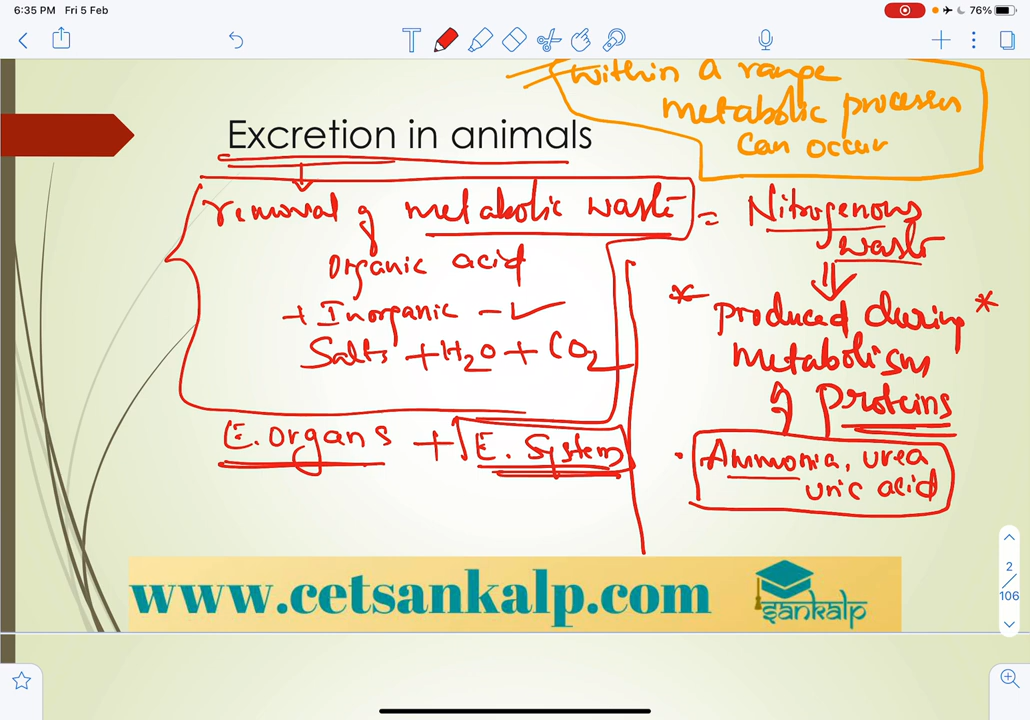 6:35 PM Fri 5 Feb
76%
T
within a range
metabolic processes
can occur
Excretion in animals
removal of metabolic waste = Nitrogenous
waste
organic acid
+ Inorganic -
Salts + H2O + CO2
* produced during *
metabolism
of proteins
E. organs + E. System
. Ammonia, urea
uric acid
2
/
106
www.cetsankalp.com
sankalp